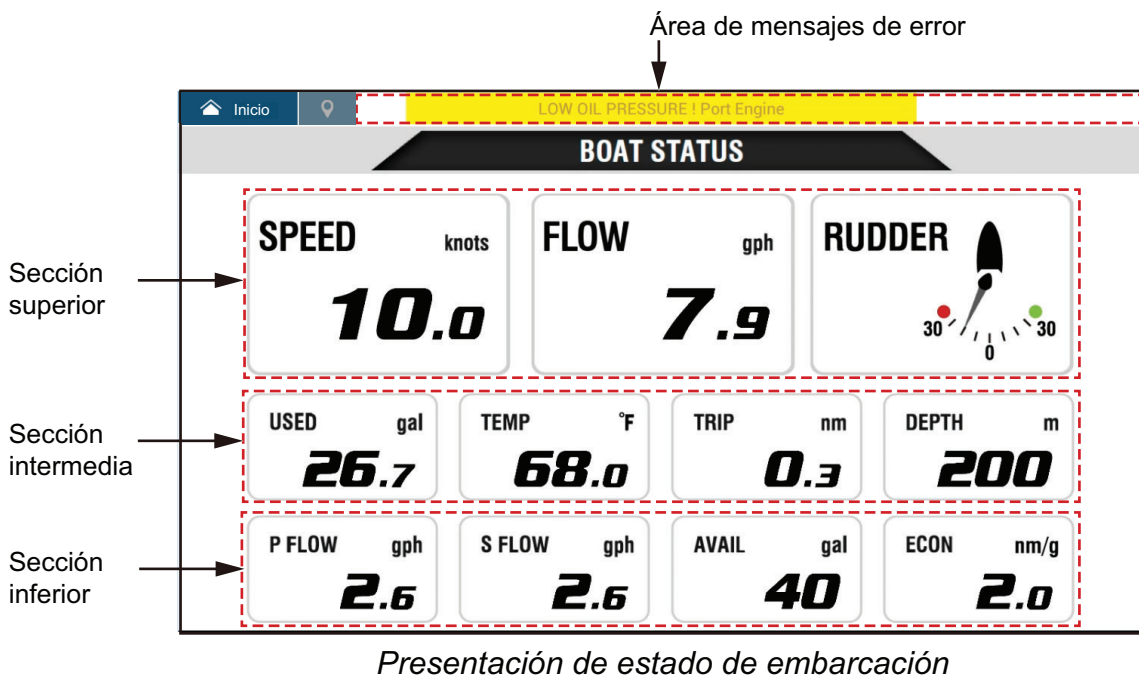 Área de mensajes de error
Inicio
LOW OIL PRESSURE ! Port Engine
BOAT STATUS
Sección
superior
SPEED knots
10.0
FLOW gph
7.9
RUDDER
30 30
0
Sección
intermedia
USED gal
26.7
TEMP °F
68.0
TRIP nm
0.3
DEPTH m
200
Sección
inferior
P FLOW gph
2.6
S FLOW gph
2.6
AVAIL gal
40
ECON nm/g
2.0
Presentación de estado de embarcación